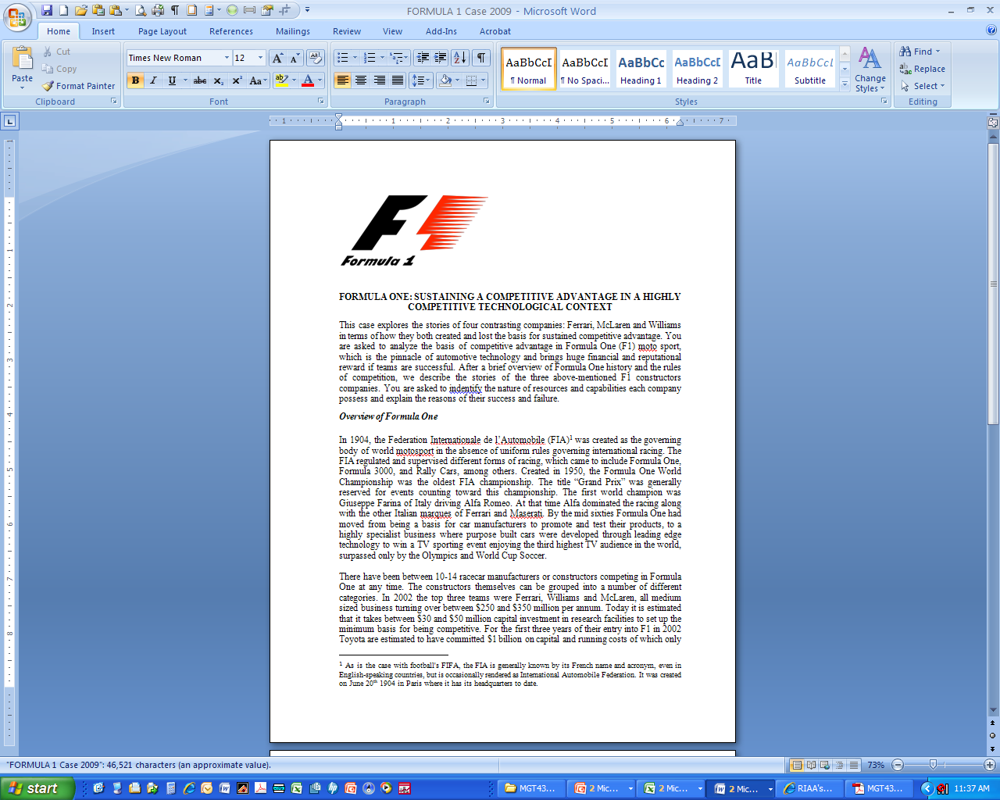 FORMULA 1 Case 2009 - Microsoft Word
Home Insert Page Layout References Mailings Review View Add-Ins Acrobat
Paste
Cut
Copy
Format Painter
Clipboard
Times New Roman 12
B I U abc x₂ x² Aa
Font
Paragraph
AaBbCcI AaBbCcI AaBbCc AaBbCcI AaB AaBbCcI
¶ Normal ¶ No Spaci... Heading 1 Heading 2 Title Subtitle
Change
Styles
Styles
Find
Replace
Select
Editing
1 1 2 3 4 5 6 7
F1
Formula 1
FORMULA ONE: SUSTAINING A COMPETITIVE ADVANTAGE IN A HIGHLY
COMPETITIVE TECHNOLOGICAL CONTEXT
This case explores the stories of four contrasting companies: Ferrari, McLaren and Williams
in terms of how they both created and lost the basis for sustained competitive advantage. You
are asked to analyze the basis of competitive advantage in Formula One (F1) moto sport,
which is the pinnacle of automotive technology and brings huge financial and reputational
reward if teams are successful. After a brief overview of Formula One history and the rules
of competition, we describe the stories of the three above-mentioned F1 constructors
companies. You are asked to indentify the nature of resources and capabilities each company
possess and explain the reasons of their success and failure.
Overview of Formula One
In 1904, the Federation Internationale de l’Automobile (FIA)¹ was created as the governing
body of world motosport in the absence of uniform rules governing international racing. The
FIA regulated and supervised different forms of racing, which came to include Formula One,
Formula 3000, and Rally Cars, among others. Created in 1950, the Formula One World
Championship was the oldest FIA championship. The title “Grand Prix” was generally
reserved for events counting toward this championship. The first world champion was
Giuseppe Farina of Italy driving Alfa Romeo. At that time Alfa dominated the racing along
with the other Italian marques of Ferrari and Maserati. By the mid sixties Formula One had
moved from being a basis for car manufacturers to promote and test their products, to a
highly specialist business where purpose built cars were developed through leading edge
technology to win a TV sporting event enjoying the third highest TV audience in the world,
surpassed only by the Olympics and World Cup Soccer.
There have been between 10-14 racecar manufacturers or constructors competing in Formula
One at any time. The constructors themselves can be grouped into a number of different
categories. In 2002 the top three teams were Ferrari, Williams and McLaren, all medium
sized business turning over between $250 and $350 million per annum. Today it is estimated
that it takes between $30 and $50 million capital investment in research facilities to set up the
minimum basis for being competitive. For the first three years of their entry into F1 in 2002
Toyota are estimated to have committed $1 billion on capital and running costs of which only
¹ As is the case with football's FIFA, the FIA is generally known by its French name and acronym, even in
English-speaking countries, but is occasionally rendered as International Automobile Federation. It was created
on June 20th 1904 in Paris where it has its headquarters to date.
"FORMULA 1 Case 2009": 46,521 characters (an approximate value).
73%
start
MGT43... 2 Mic... 2 Mic... 2 Mic... RIAA's... MGT43...
11:37 AM